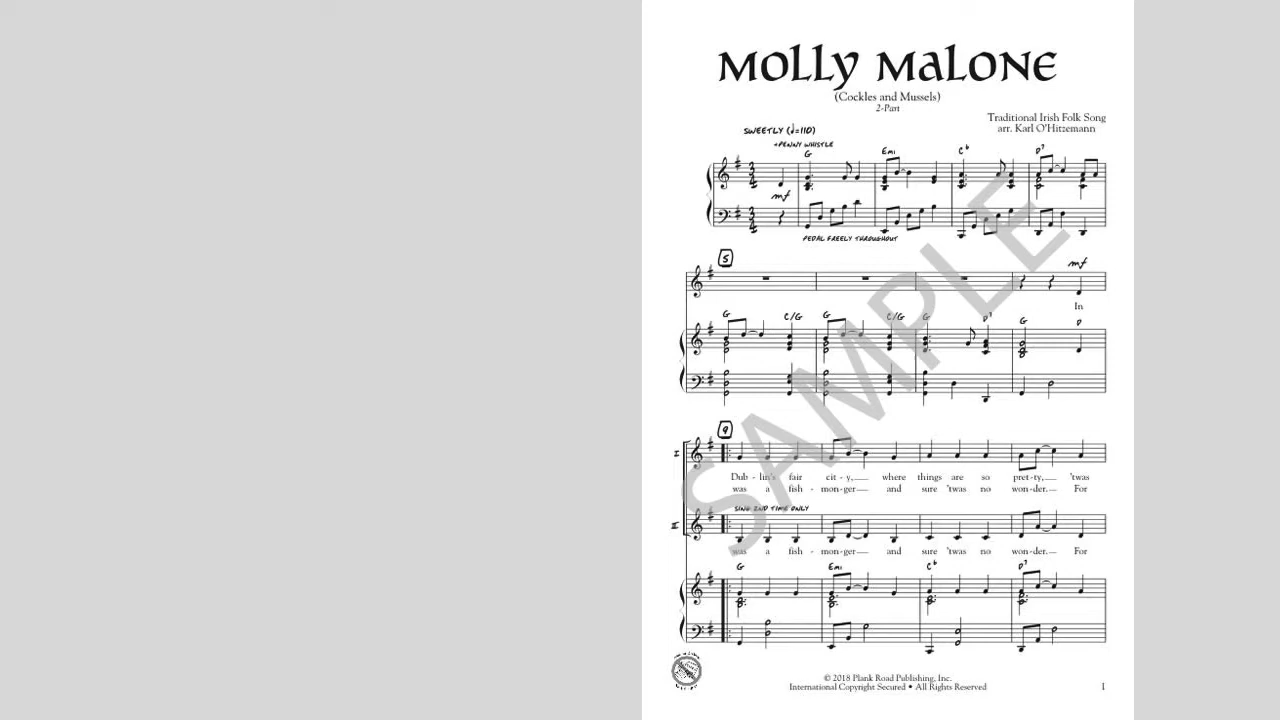 MOLLY MALONE
(Cockles and Mussels)
2-Part
Traditional Irish Folk Song
arr. Karl O'Hitzemann
SWEETLY (♩=110)
+PENNY WHISTLE
G Emi C6 D7
mf
PEDAL FREELY THROUGHOUT
5
mf
In
G C/G G C/G G D7 G D
9
I
Dub - lin's fair cit - y,— where things are so pret-ty,— 'twas
was a fish - mon-ger— and sure 'twas no won-der.— For
SING 2ND TIME ONLY
II
was a fish - mon-ger— and sure 'twas no won-der.— For
G Emi C6 D7
SAMPLE
© 2018 Plank Road Publishing, Inc.
International Copyright Secured • All Rights Reserved
1